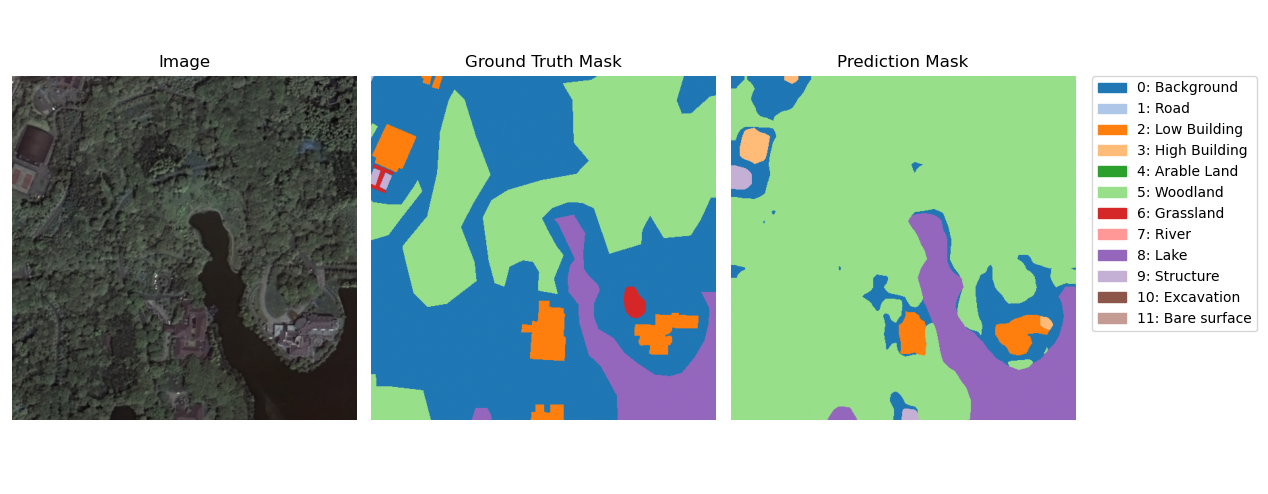 Image
Ground Truth Mask
Prediction Mask
0: Background
1: Road
2: Low Building
3: High Building
4: Arable Land
5: Woodland
6: Grassland
7: River
8: Lake
9: Structure
10: Excavation
11: Bare surface